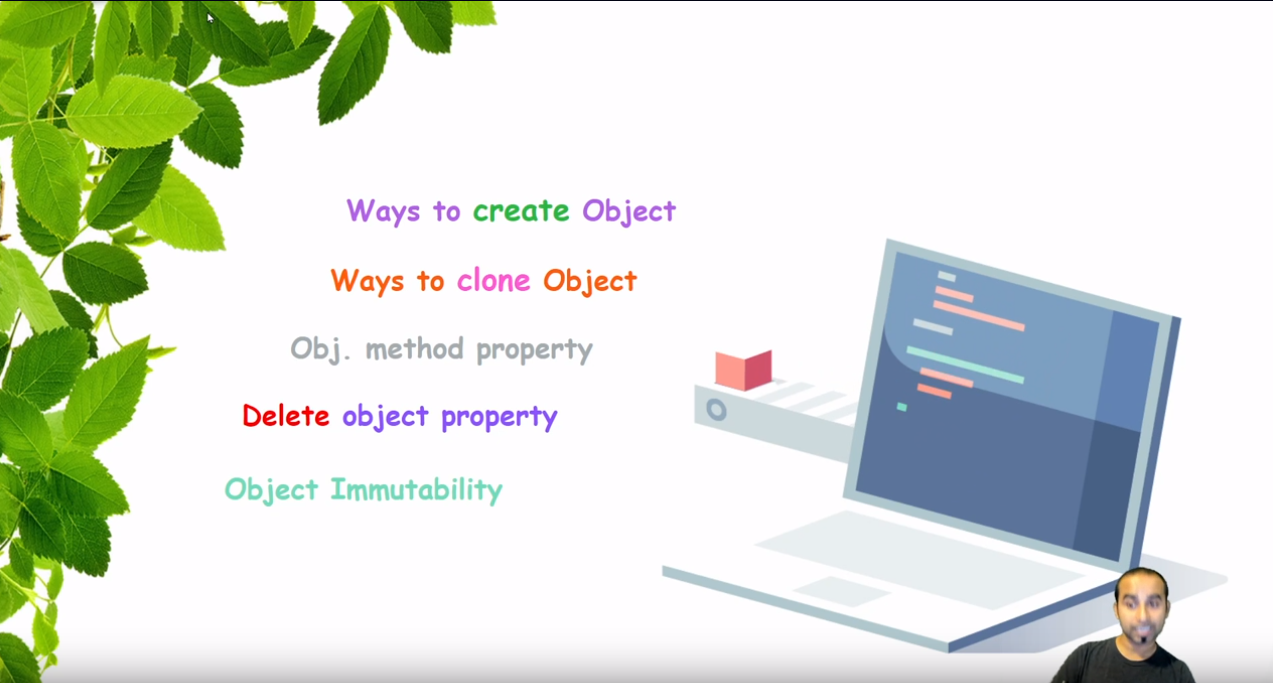 Ways to create Object
Ways to clone Object
Obj. method property
Delete object property
Object Immutability